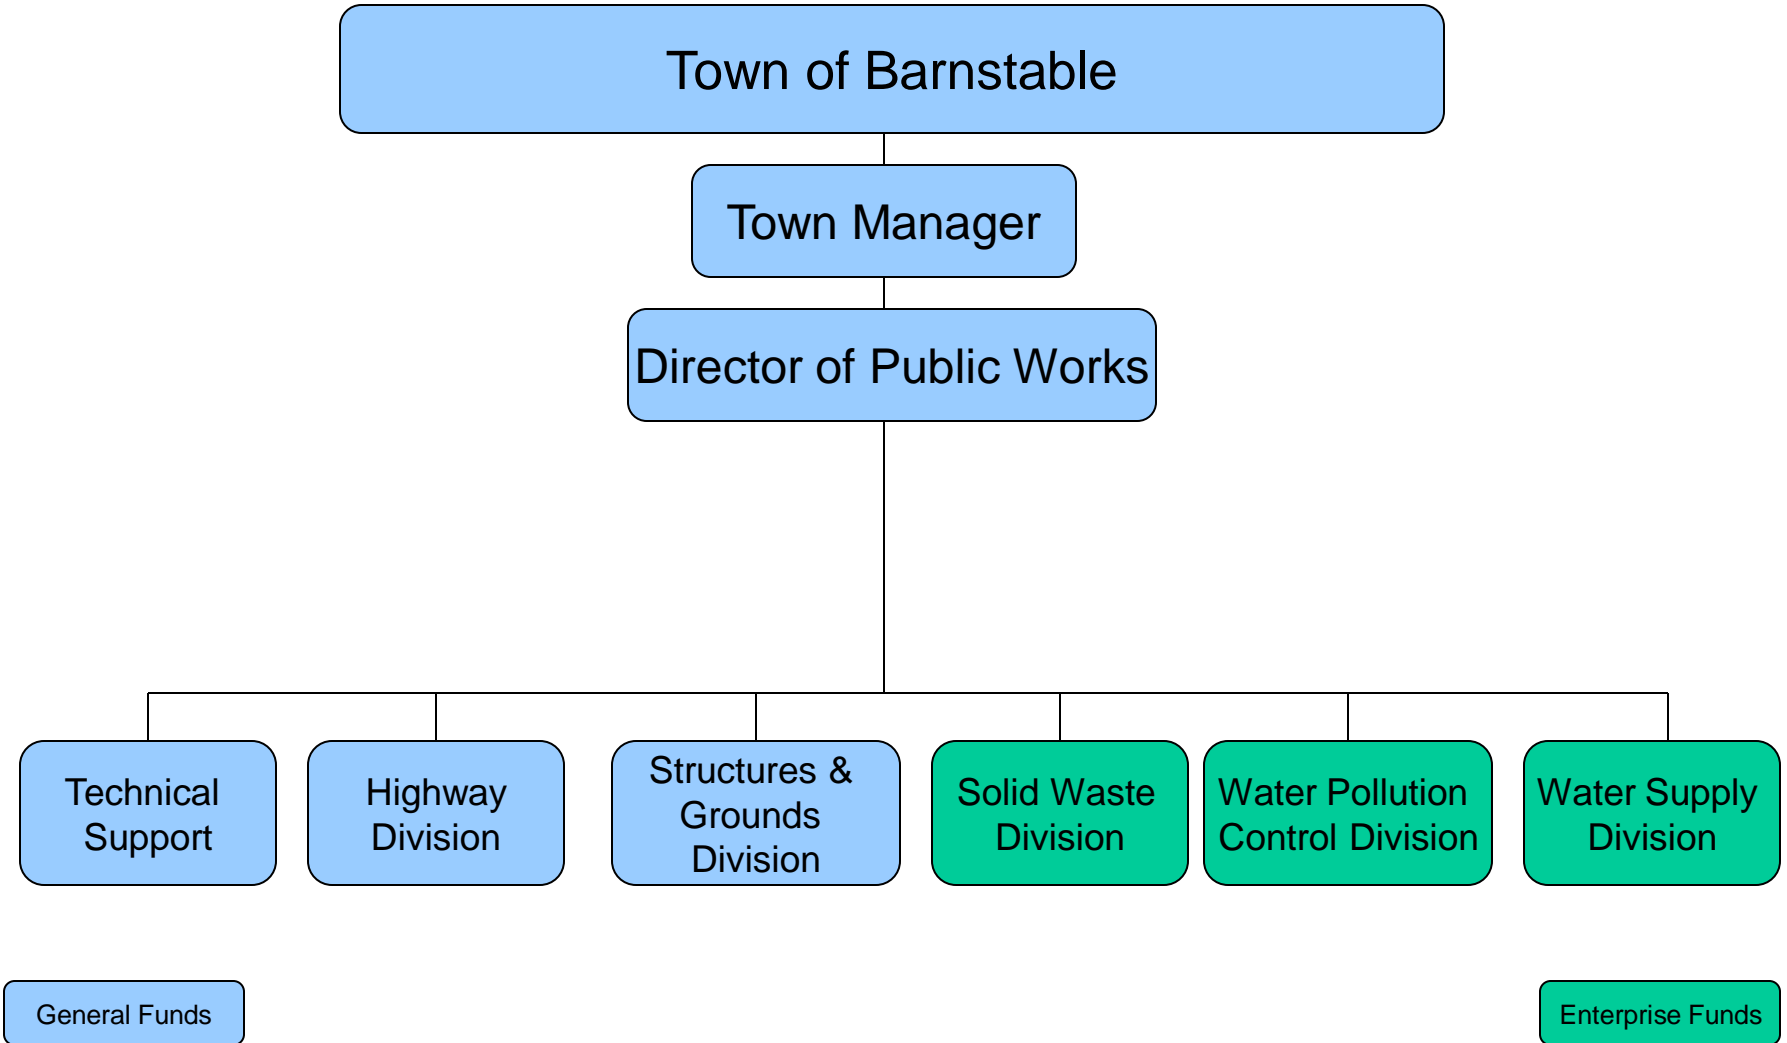 Town of Barnstable
Town Manager
Director of Public Works
Technical
Support
Highway
Division
Structures &
Grounds
Division
Solid Waste
Division
Water Pollution
Control Division
Water Supply
Division
General Funds
Enterprise Funds